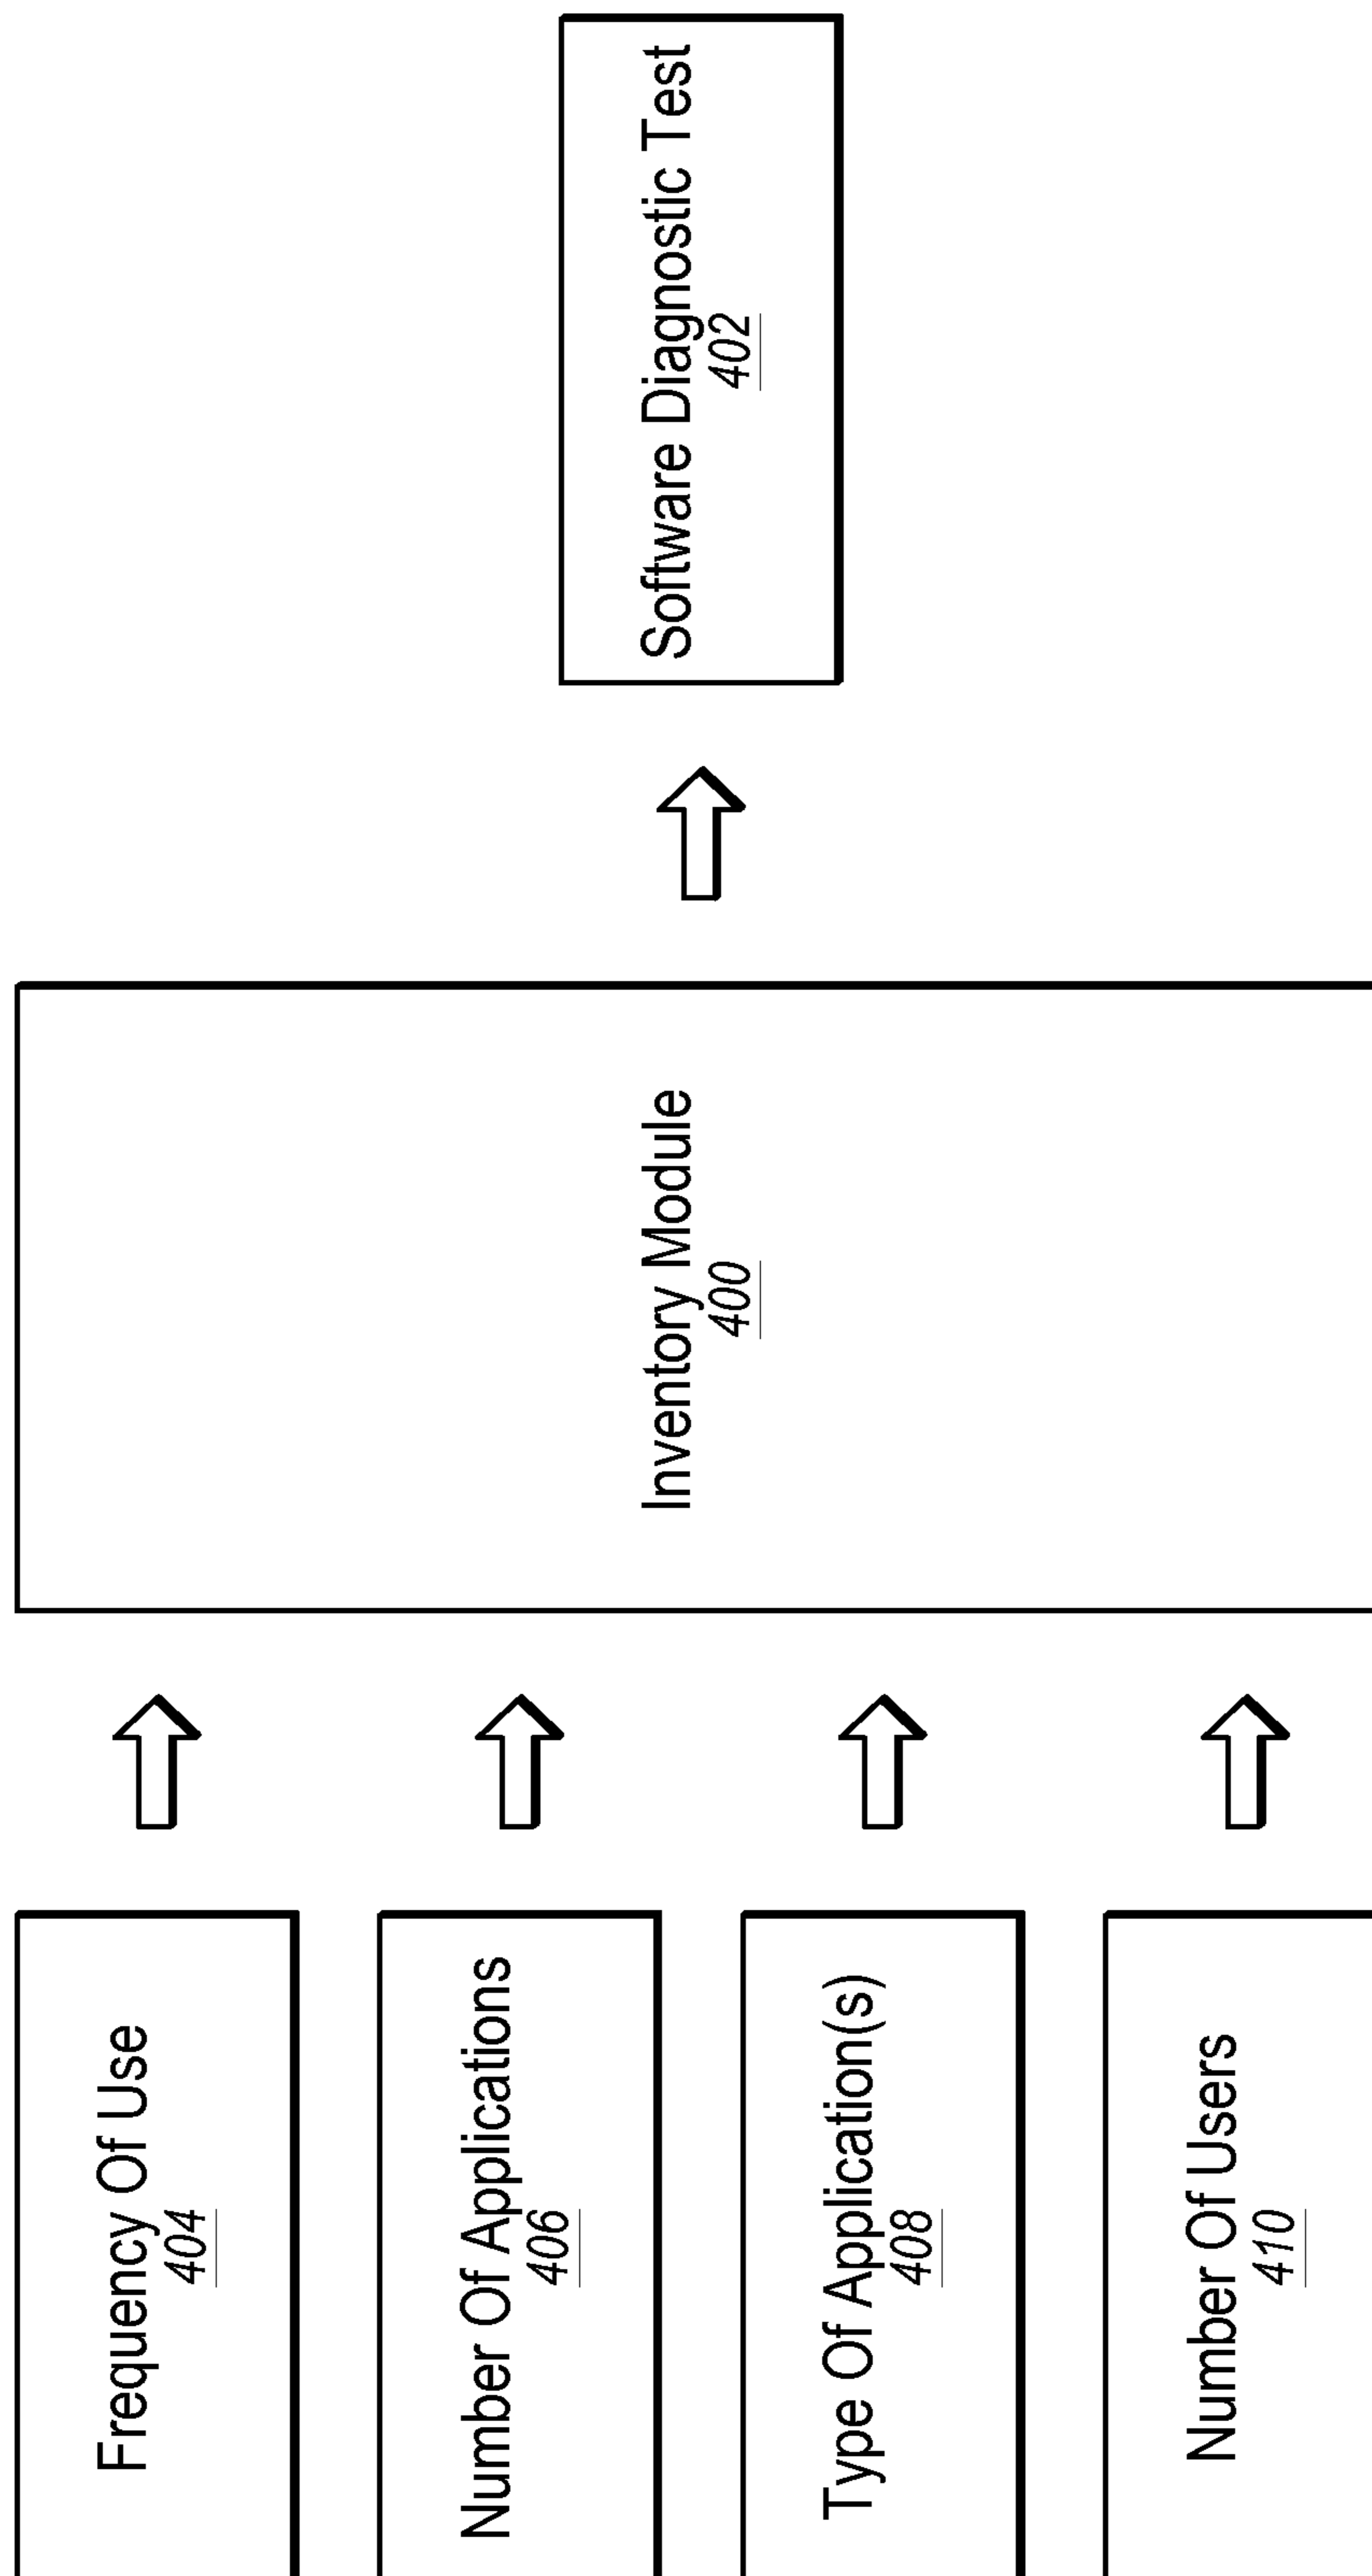 Frequency Of Use
404
Number Of Applications
406
Type Of Application(s)
408
Number Of Users
410
Inventory Module
400
Software Diagnostic Test
402